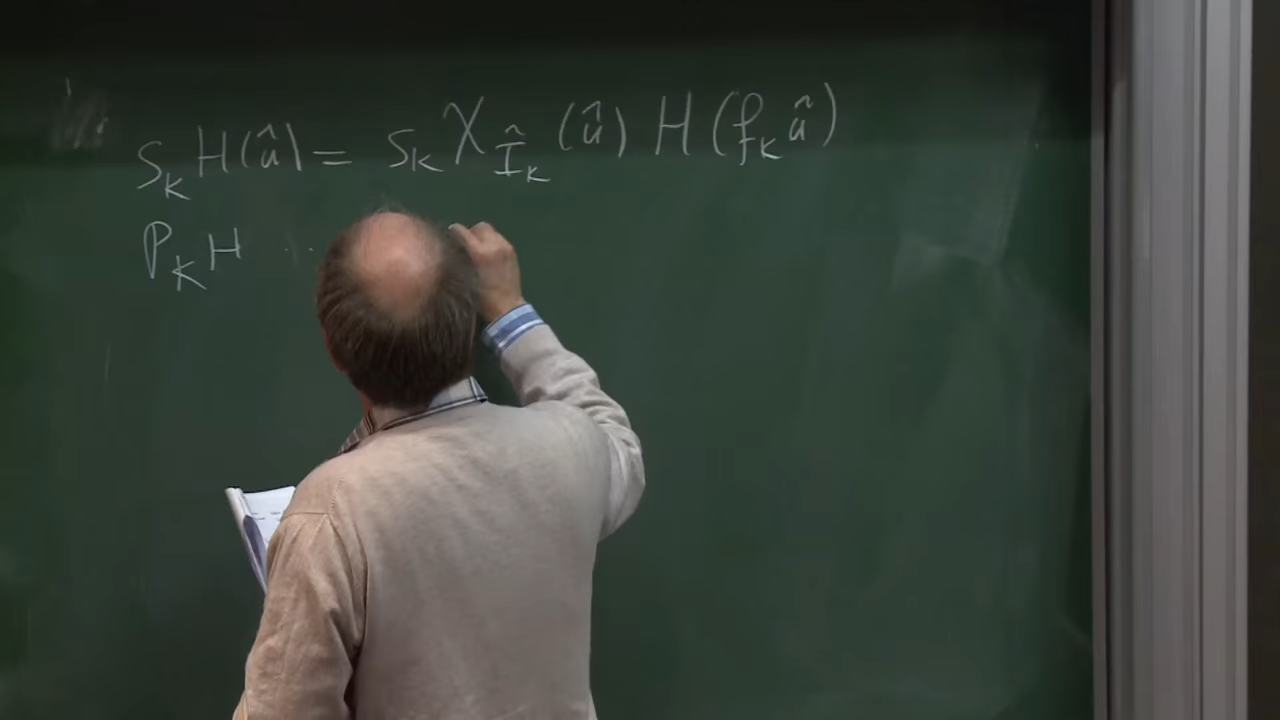 S_K H(û) = S_K χ_{Î_K}(û) H(f_K û)
P_K H